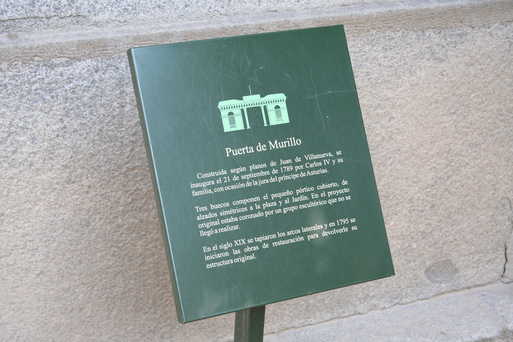 Puerta de Murillo
Construida según planos de Juan de Villanueva, se
inaugura el 21 de septiembre de 1789 por Carlos IV y su
familia, con ocasión de la jura del príncipe de Asturias.
Tres huecos componen el pequeño pórtico cubierto, de
alzados simétricos a la plaza y al Jardín. En el proyecto
original estaba coronado por un grupo escultórico que no se
llegó a realizar.
En el siglo XIX se tapiaron los arcos laterales y en 1795 se
iniciaron las obras de restauración para devolverle su
estructura original.